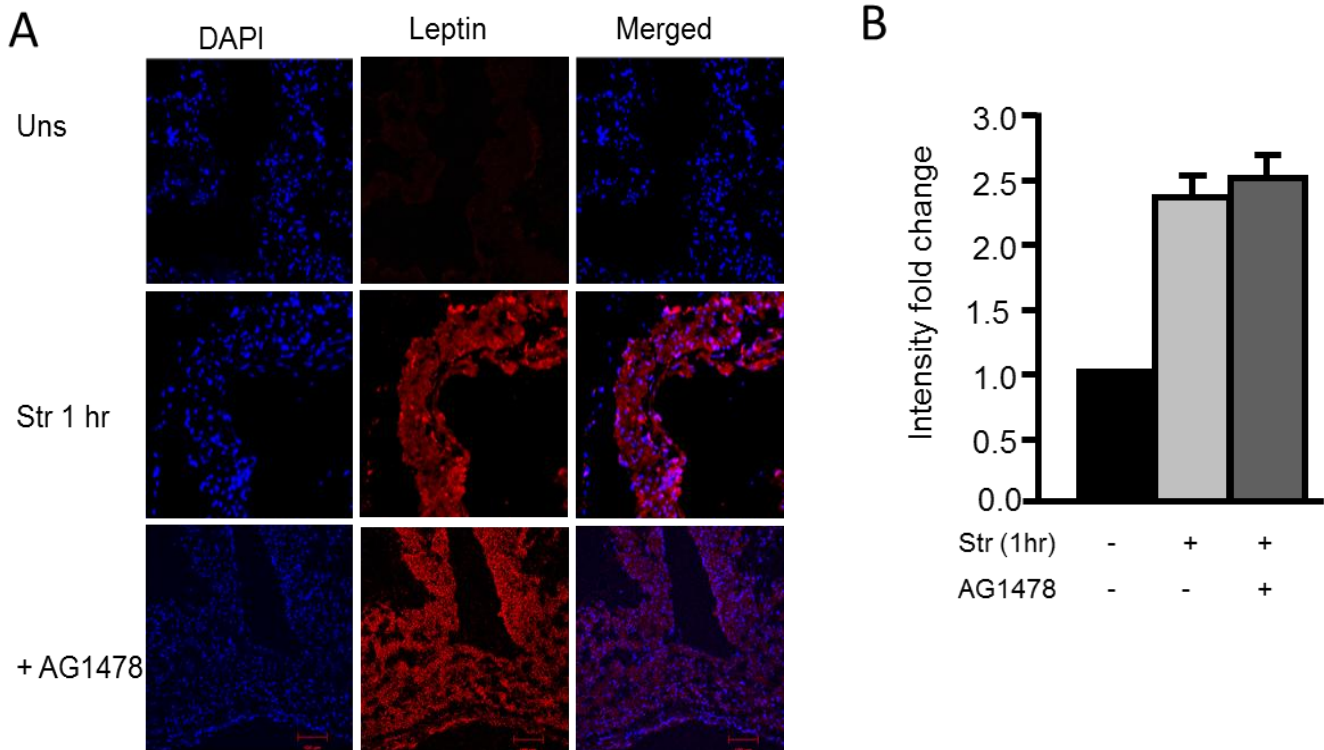 A
DAPI
Leptin
Merged
Uns
Str 1 hr
+ AG1478
B
Intensity fold change
3.0
2.5
2.0
1.5
1.0
0.5
0.0
Str (1hr) - + +
AG1478 - - +